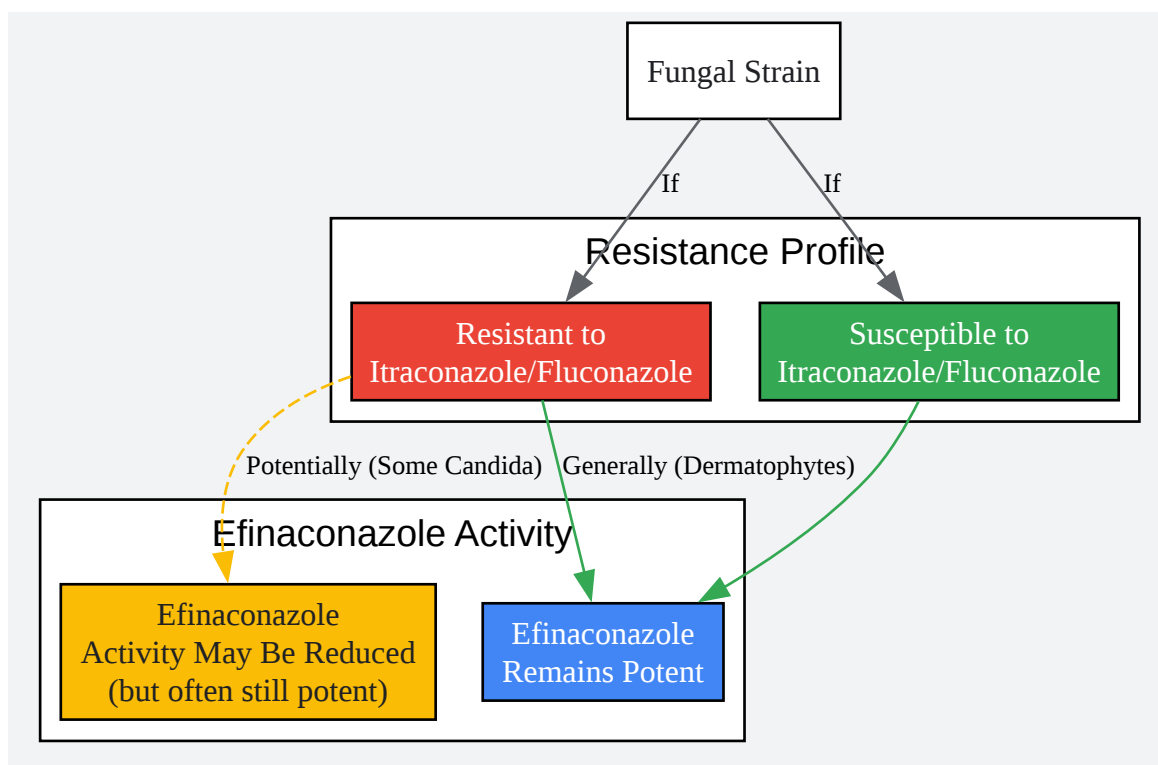 Fungal Strain
If
If
Resistance Profile
Resistant to
Itraconazole/Fluconazole
Susceptible to
Itraconazole/Fluconazole
Potentially (Some Candida)
Generally (Dermatophytes)
Efinaconazole Activity
Efinaconazole
Activity May Be Reduced
(but often still potent)
Efinaconazole
Remains Potent